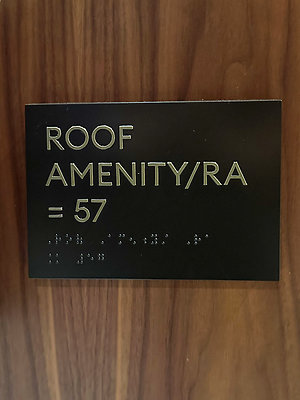 ROOF
AMENITY/RA
= 57